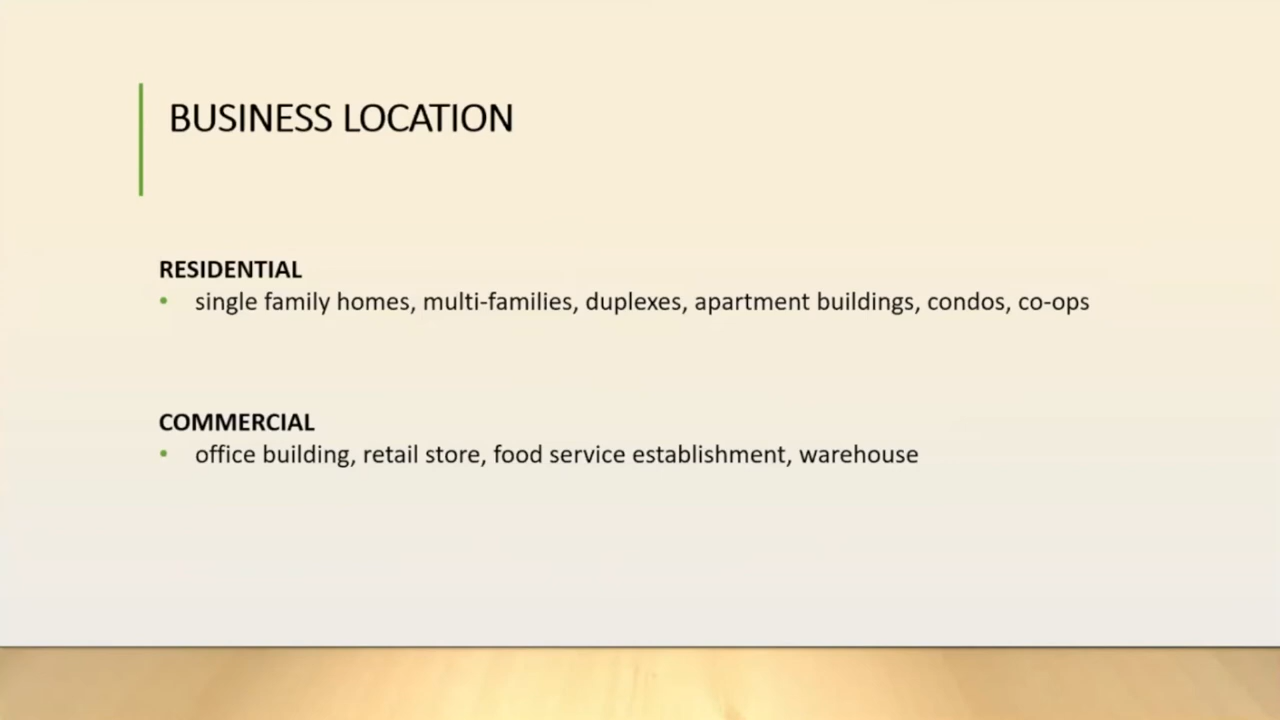 BUSINESS LOCATION
RESIDENTIAL
• single family homes, multi-families, duplexes, apartment buildings, condos, co-ops
COMMERCIAL
• office building, retail store, food service establishment, warehouse